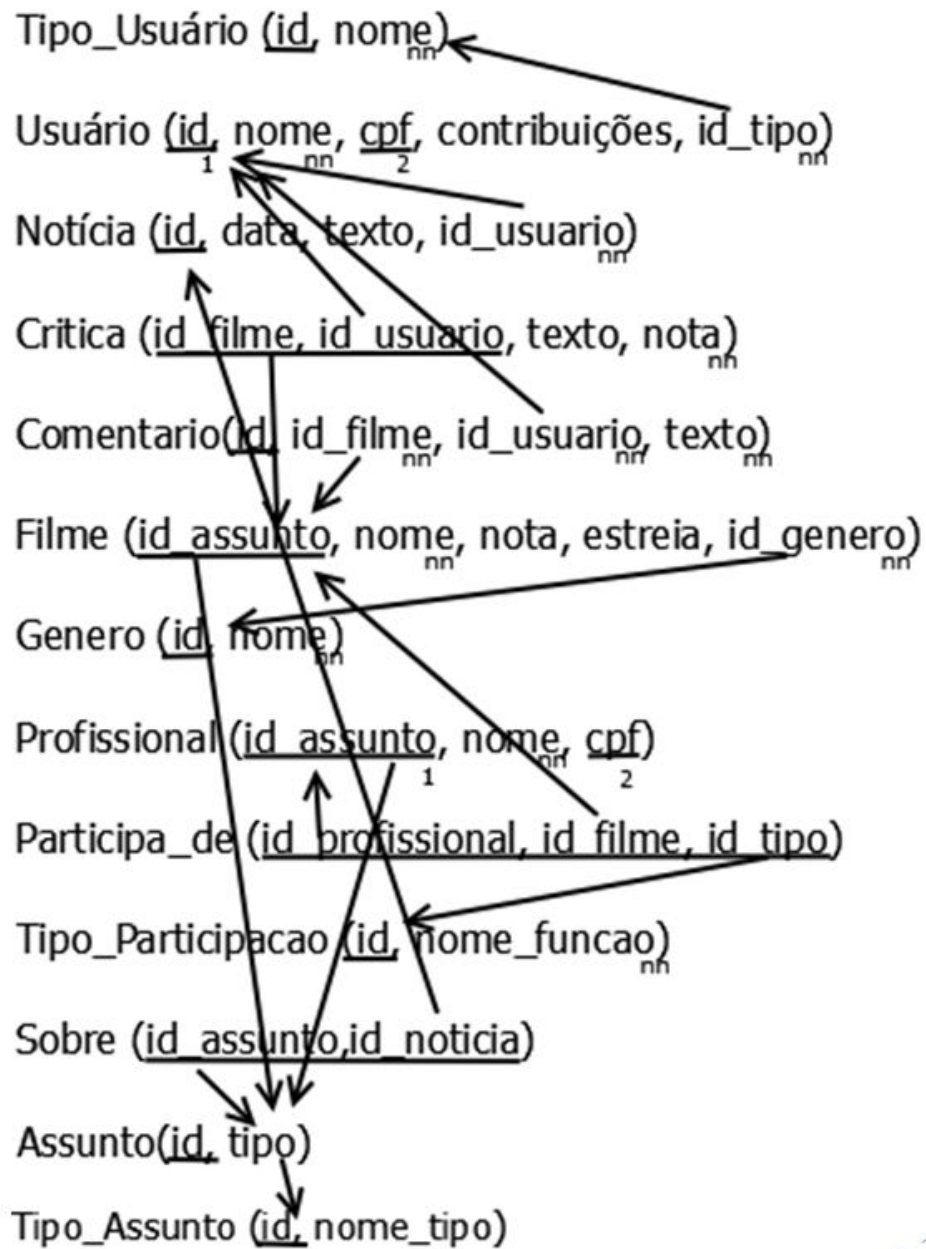 Tipo_Usuário (id, nome)
nn
Usuário (id, nome, cpf, contribuições, id_tipo)
1 nn 2 nn
Notícia (id, data, texto, id_usuario)
nn
Critica (id_filme, id_usuario, texto, nota)
nn
Comentario(id, id_filme, id_usuario, texto)
nn nn nn
Filme (id_assunto, nome, nota, estreia, id_genero)
nn nn
Genero (id, nome)
nn
Profissional (id_assunto, nome, cpf)
1 nn 2
Participa_de (id_profissional, id_filme, id_tipo)
Tipo_Participacao (id, nome_funcao)
nn
Sobre (id_assunto,id_noticia)
Assunto(id, tipo)
Tipo_Assunto (id, nome_tipo)